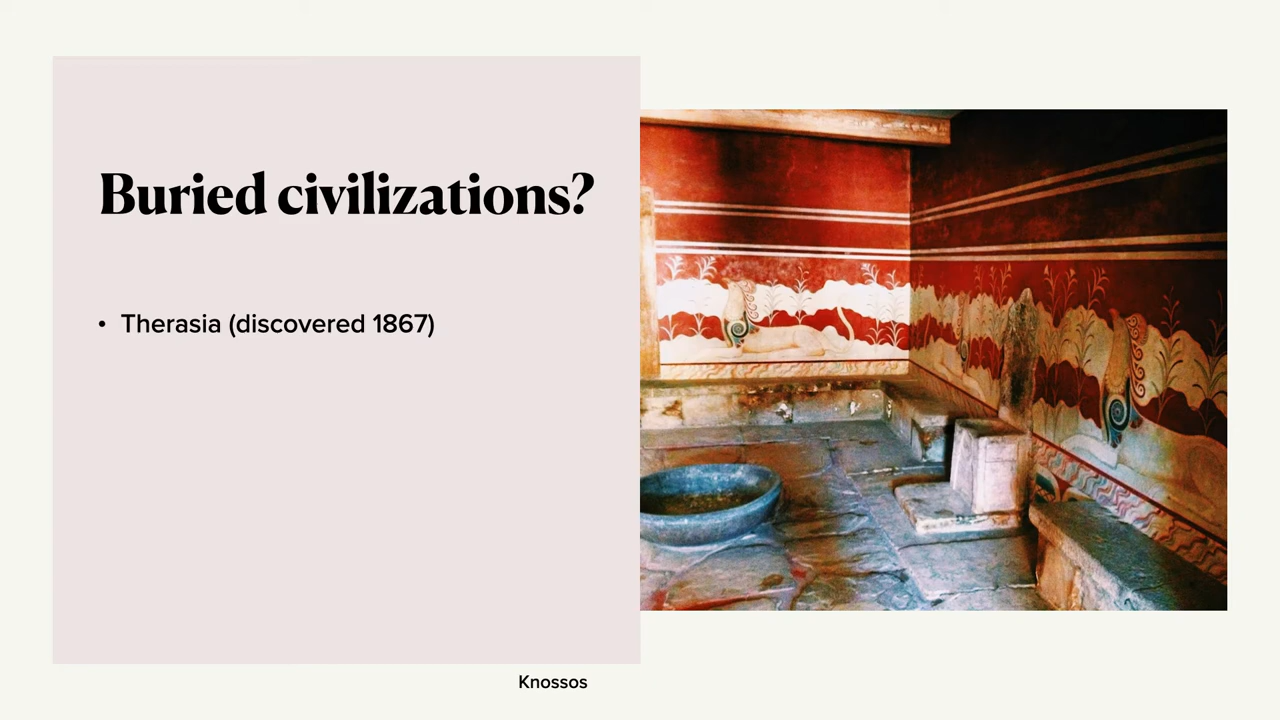 Buried civilizations?
• Therasia (discovered 1867)
Knossos